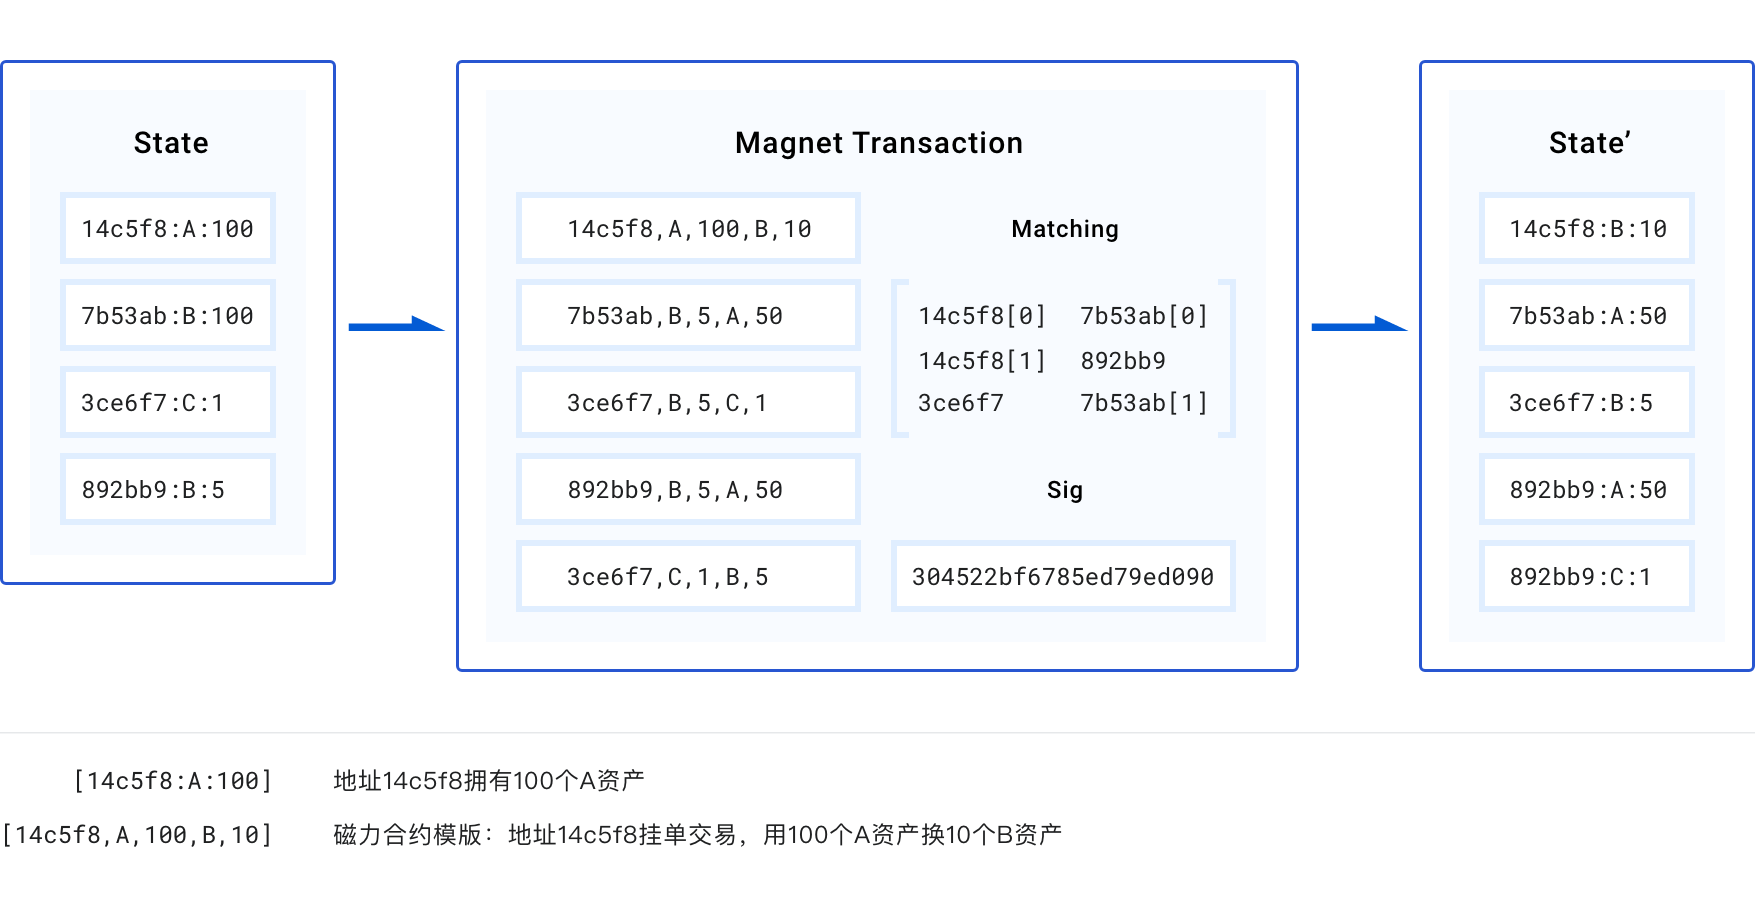 State
14c5f8:A:100
7b53ab:B:100
3ce6f7:C:1
892bb9:B:5
Magnet Transaction
14c5f8,A,100,B,10
7b53ab,B,5,A,50
3ce6f7,B,5,C,1
892bb9,B,5,A,50
3ce6f7,C,1,B,5
Matching
14c5f8[0] 7b53ab[0]
14c5f8[1] 892bb9
3ce6f7 7b53ab[1]
Sig
304522bf6785ed79ed090
State’
14c5f8:B:10
7b53ab:A:50
3ce6f7:B:5
892bb9:A:50
892bb9:C:1
[14c5f8:A:100] 地址14c5f8拥有100个A资产
[14c5f8,A,100,B,10] 磁力合约模版：地址14c5f8挂单交易，用100个A资产换10个B资产